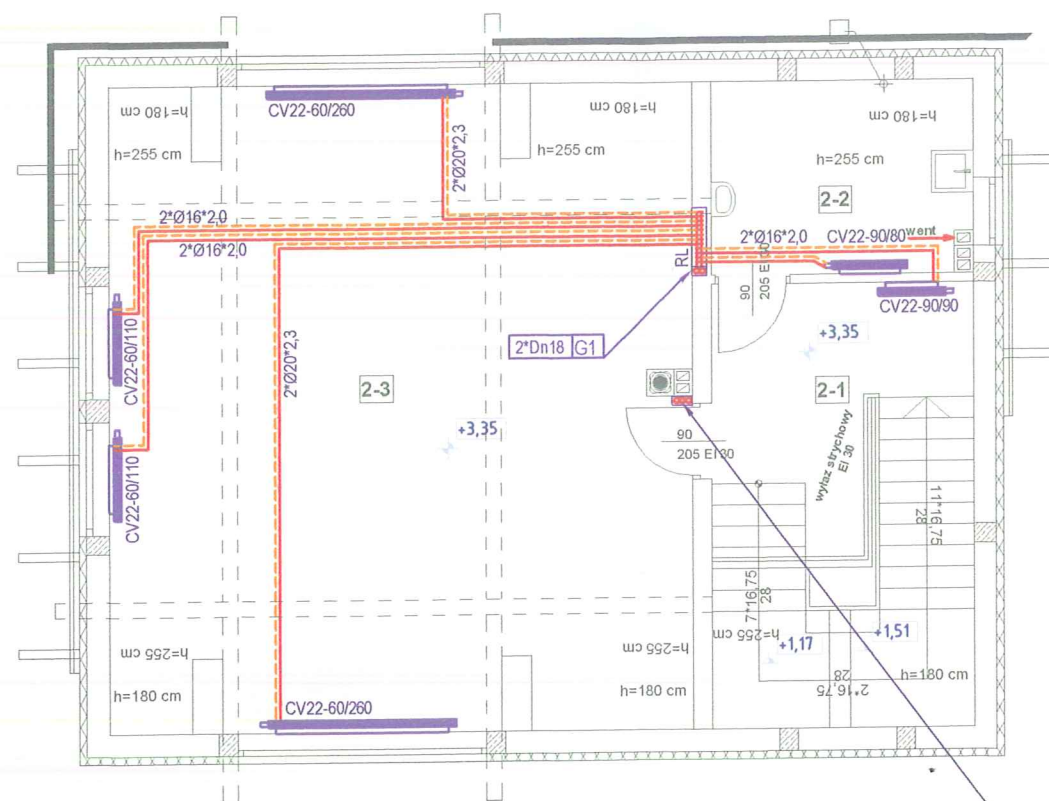 h=180 cm
CV22-60/260
h=255 cm
2*Ø20*2,3
h=180 cm
h=255 cm
h=180 cm
h=255 cm
2-2
2*Ø16*2,0
2*Ø16*2,0
2*Ø16*2,0
CV22-90/80
went
RL
90
205 EI 30
CV22-90/90
CV22-60/110
2*Dn18 G1
+3,35
2*Ø20*2,3
2-3
2-1
+3,35
90
205 EI 30
wyłaz strychowy
EI 30
CV22-60/110
11*16,75
28
7*16,75
28
h=255 cm
h=180 cm
h=255 cm
h=180 cm
h=255 cm
+1,17
+1,51
h=180 cm
2*16,75
28
CV22-60/260